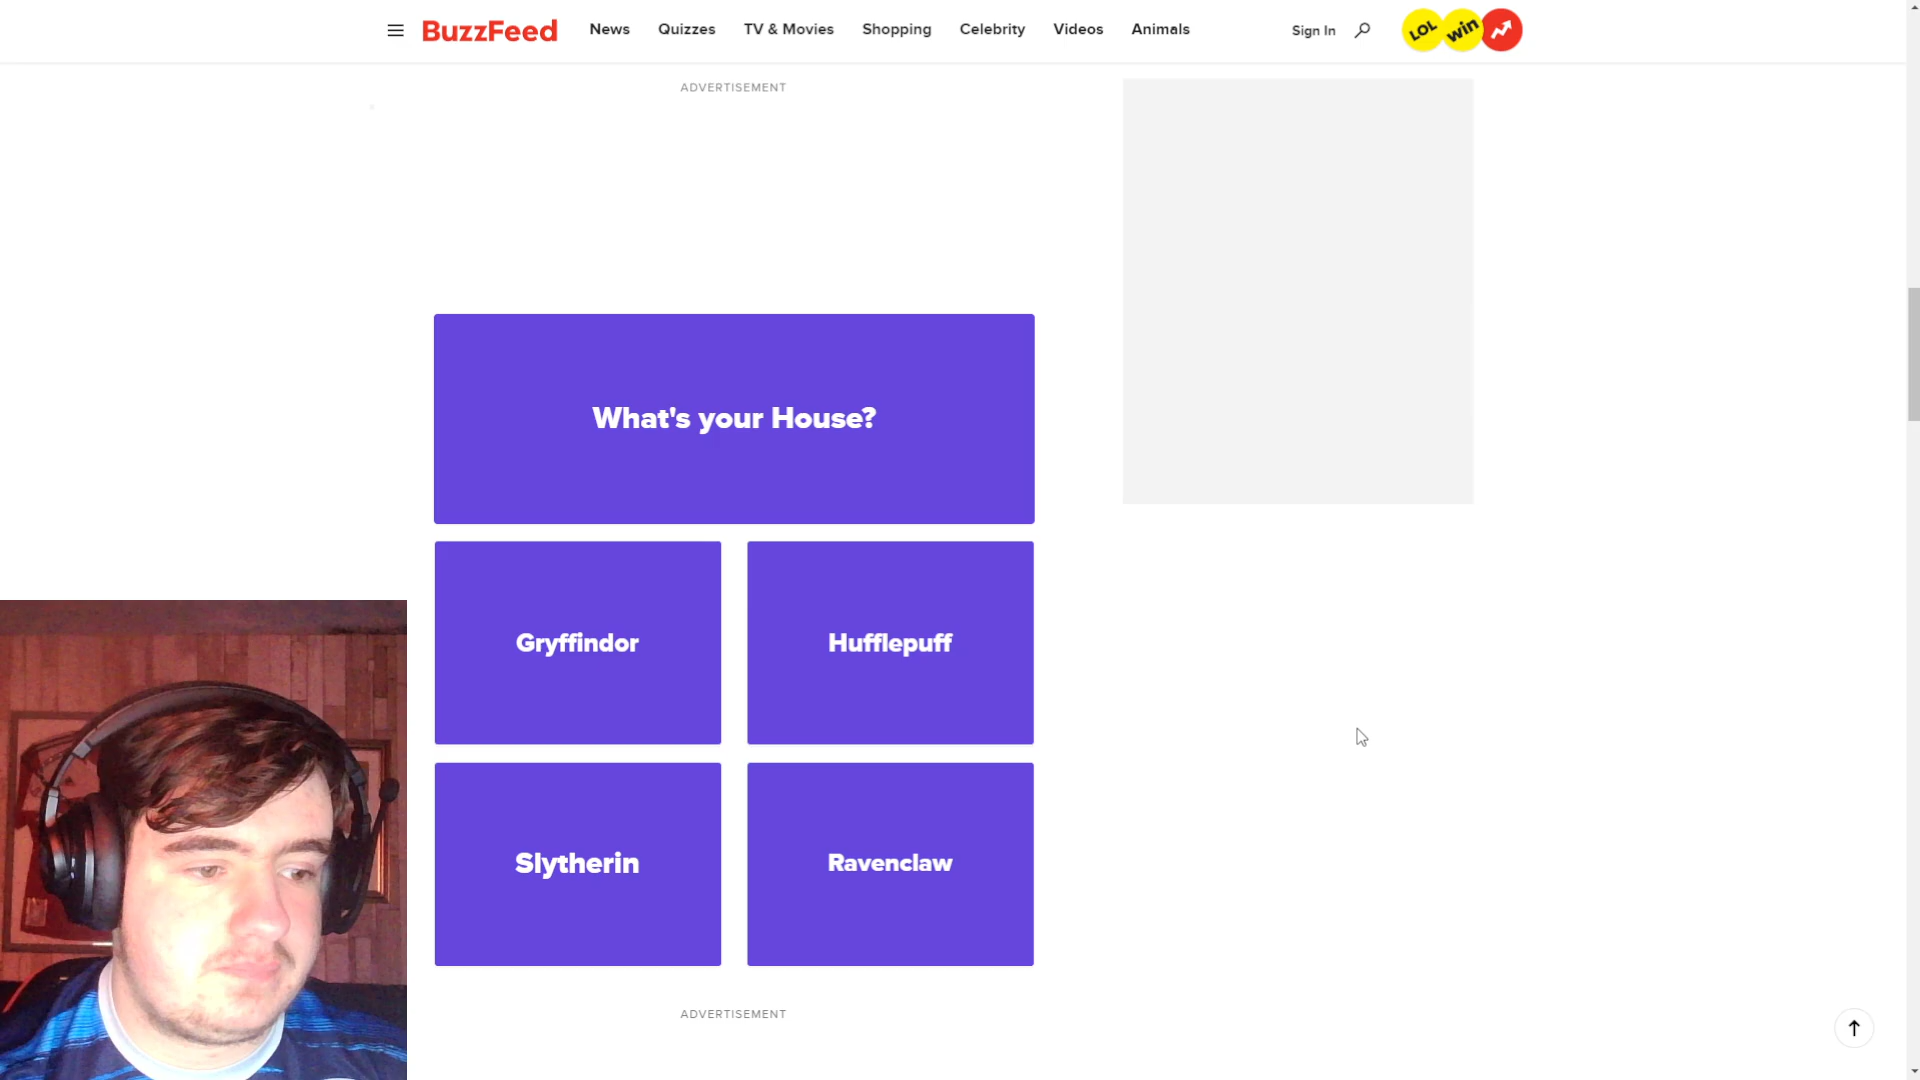 BuzzFeed
News
Quizzes
TV & Movies
Shopping
Celebrity
Videos
Animals
Sign In
LOL
win
ADVERTISEMENT
What's your House?
Gryffindor
Hufflepuff
Slytherin
Ravenclaw
ADVERTISEMENT